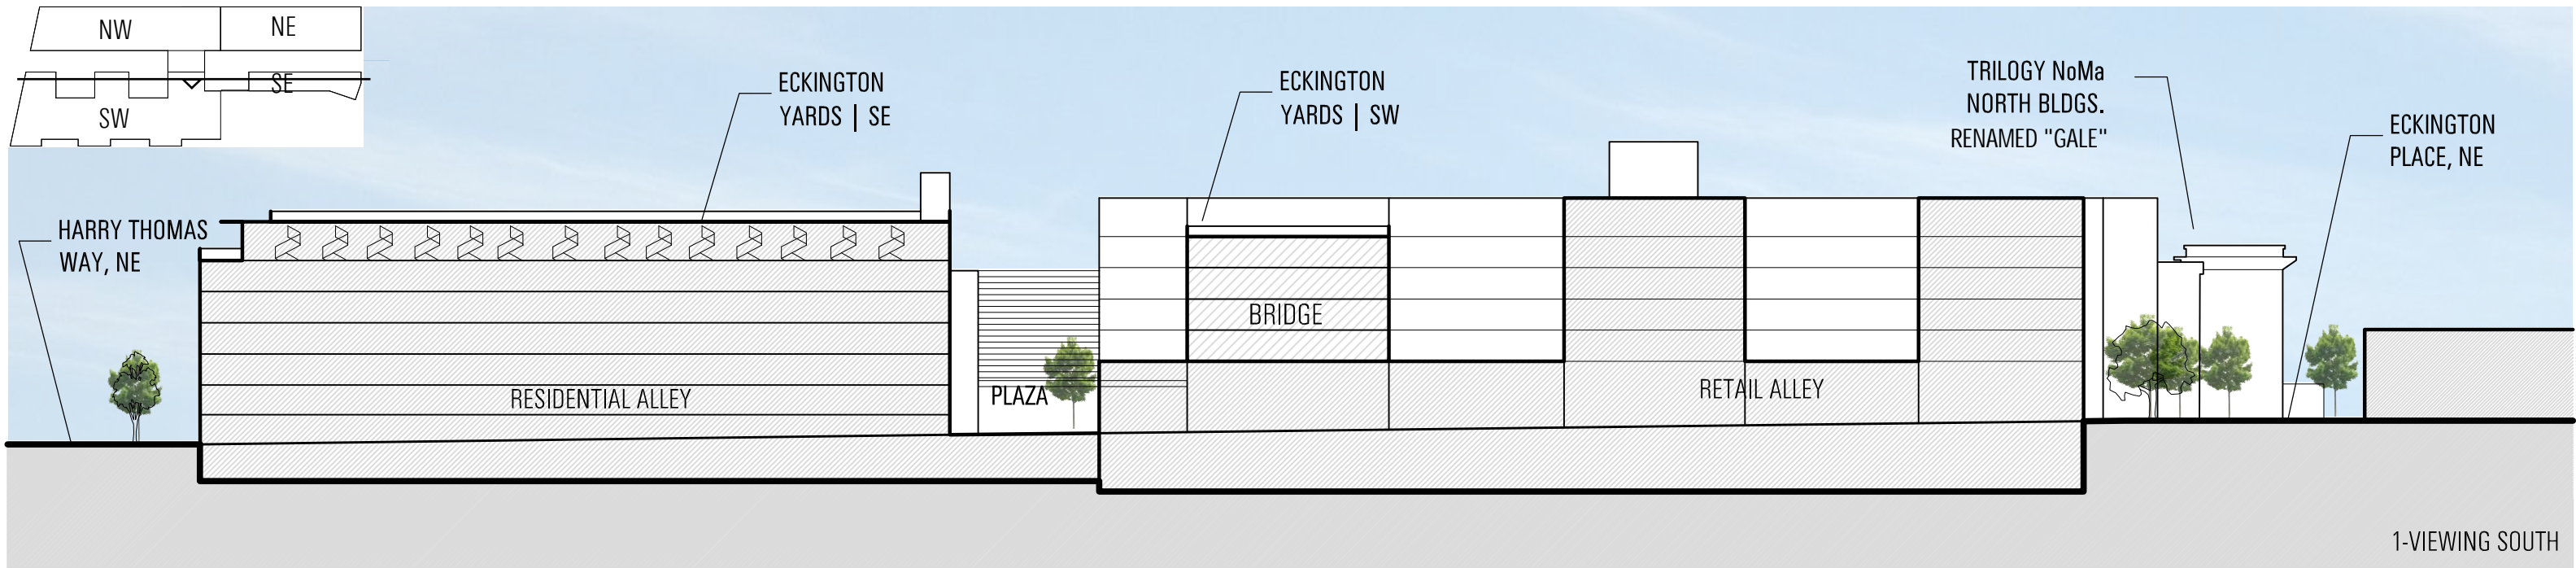 NW
NE
SE
SW
ECKINGTON
YARDS | SE
ECKINGTON
YARDS | SW
TRILOGY NoMa
NORTH BLDGS.
RENAMED "GALE"
ECKINGTON
PLACE, NE
HARRY THOMAS
WAY, NE
BRIDGE
RESIDENTIAL ALLEY
PLAZA
RETAIL ALLEY
1-VIEWING SOUTH